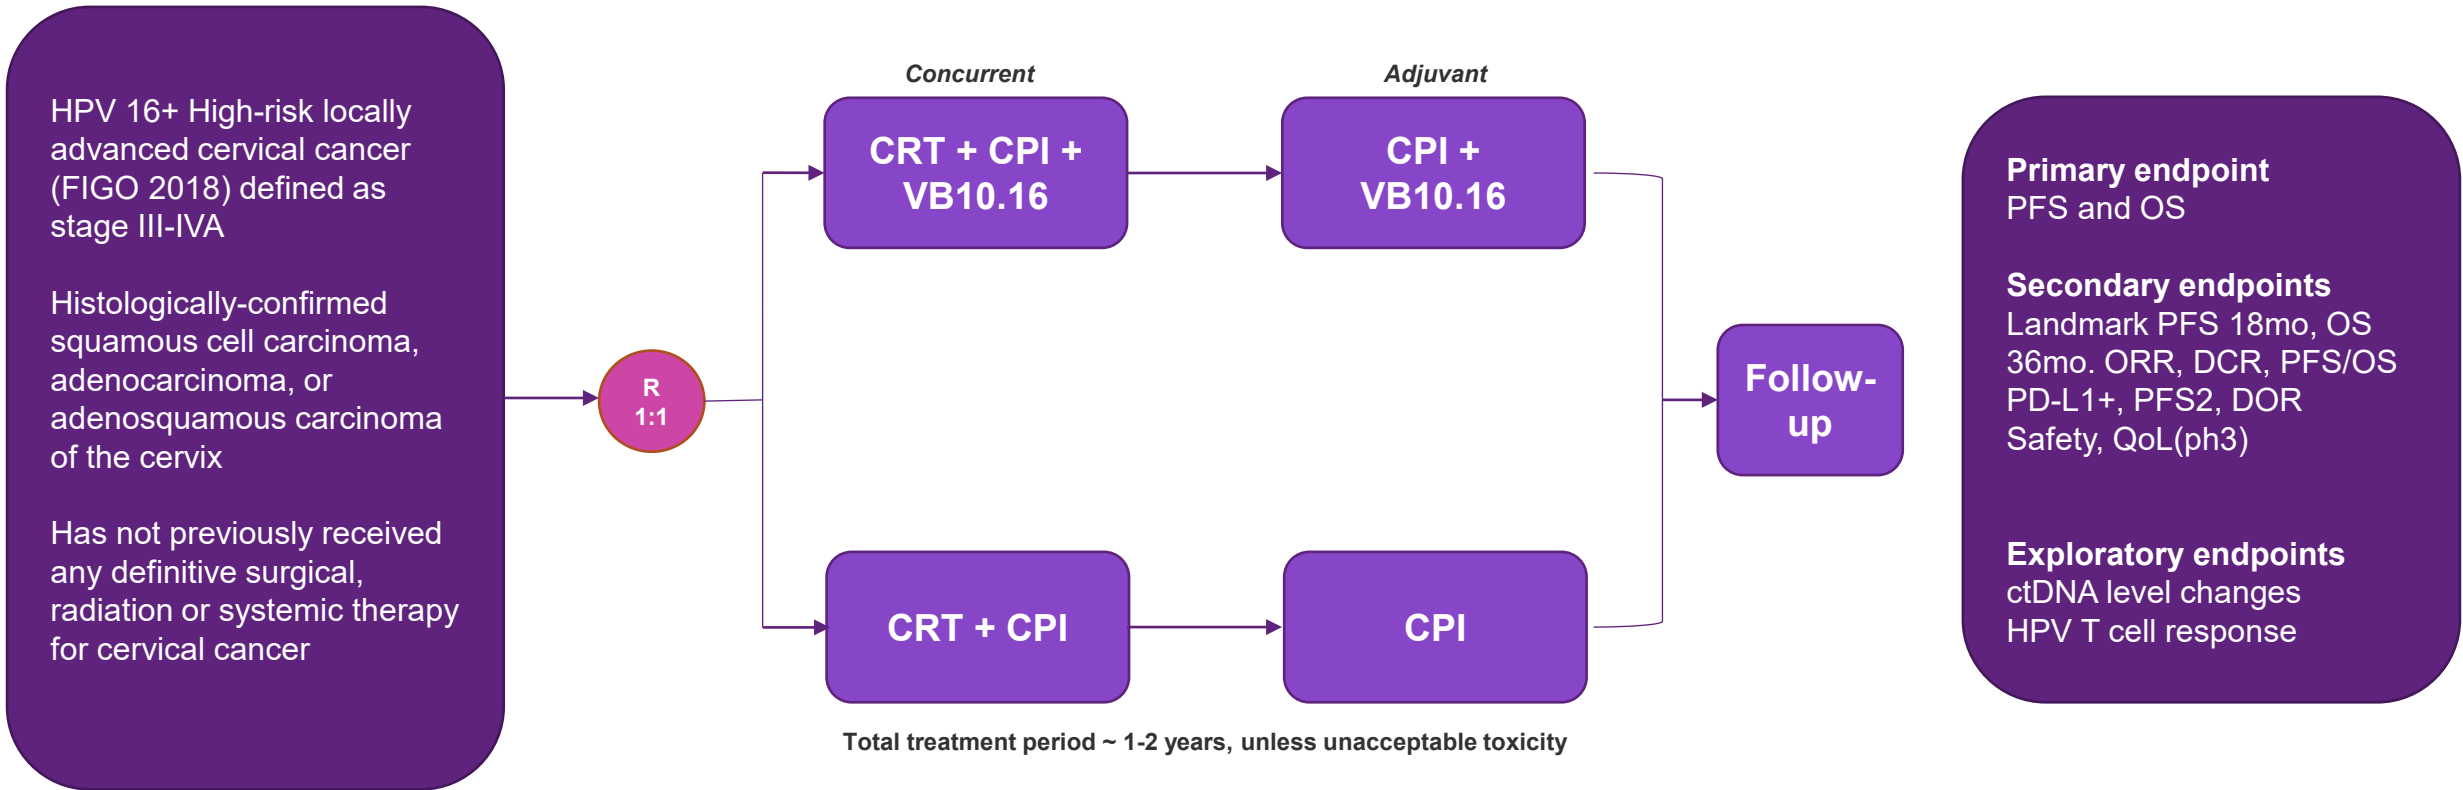 HPV 16+ High-risk locally
advanced cervical cancer
(FIGO 2018) defined as
stage III-IVA
Histologically-confirmed
squamous cell carcinoma,
adenocarcinoma, or
adenosquamous carcinoma
of the cervix
Has not previously received
any definitive surgical,
radiation or systemic therapy
for cervical cancer
R
1:1
Concurrent
CRT + CPI +
VB10.16
Adjuvant
CPI +
VB10.16
CRT + CPI
CPI
Total treatment period ~ 1-2 years, unless unacceptable toxicity
Follow-
up
Primary endpoint
PFS and OS
Secondary endpoints
Landmark PFS 18mo, OS
36mo. ORR, DCR, PFS/OS
PD-L1+, PFS2, DOR
Safety, QoL(ph3)
Exploratory endpoints
ctDNA level changes
HPV T cell response